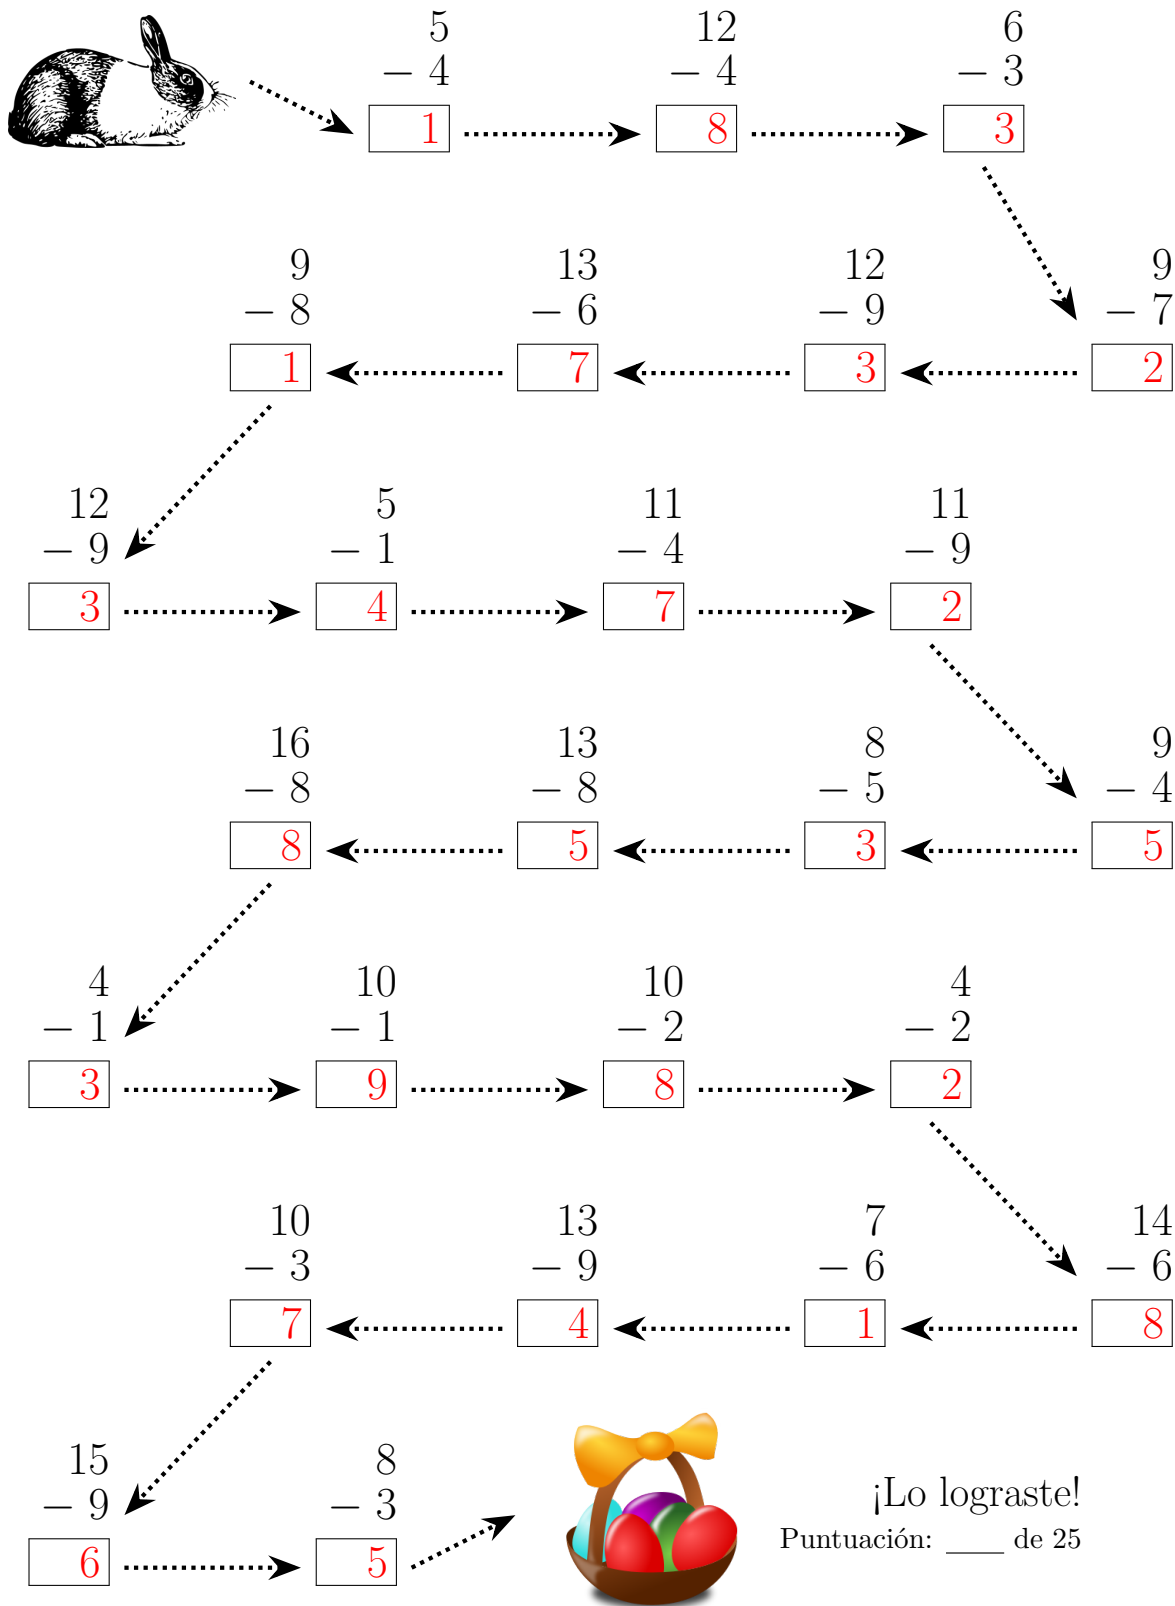 5 12 6
− 4 − 4 − 3
1 8 3
9 13 12 9
− 8 − 6 − 9 − 7
1 7 3 2
12 5 11 11
− 9 − 1 − 4 − 9
3 4 7 2
16 13 8 9
− 8 − 8 − 5 − 4
8 5 3 5
4 10 10 4
− 1 − 1 − 2 − 2
3 9 8 2
10 13 7 14
− 3 − 9 − 6 − 6
7 4 1 8
15 8
− 9 − 3
6 5
¡Lo lograste!
Puntuación: ____ de 25